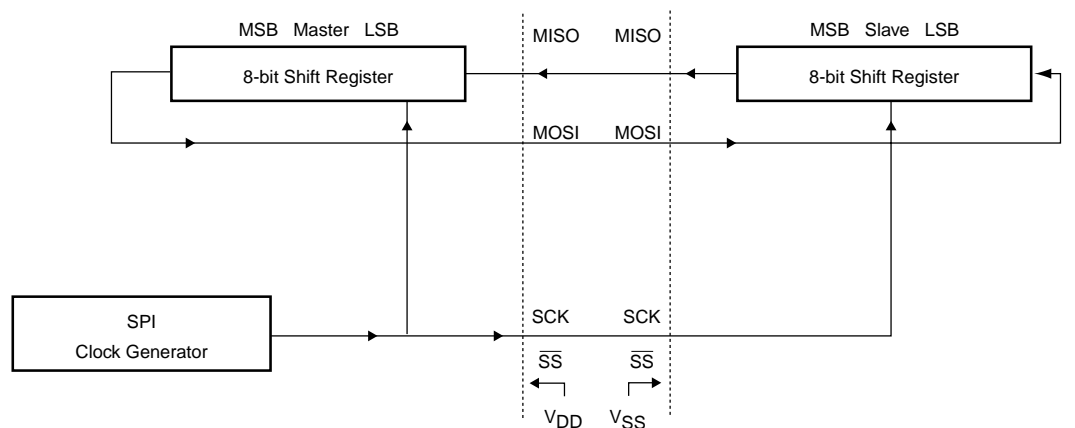 MSB Master LSB
MISO MISO
MSB Slave LSB
8-bit Shift Register
8-bit Shift Register
MOSI MOSI
SPI
Clock Generator
SCK SCK
SS SS
VDD VSS